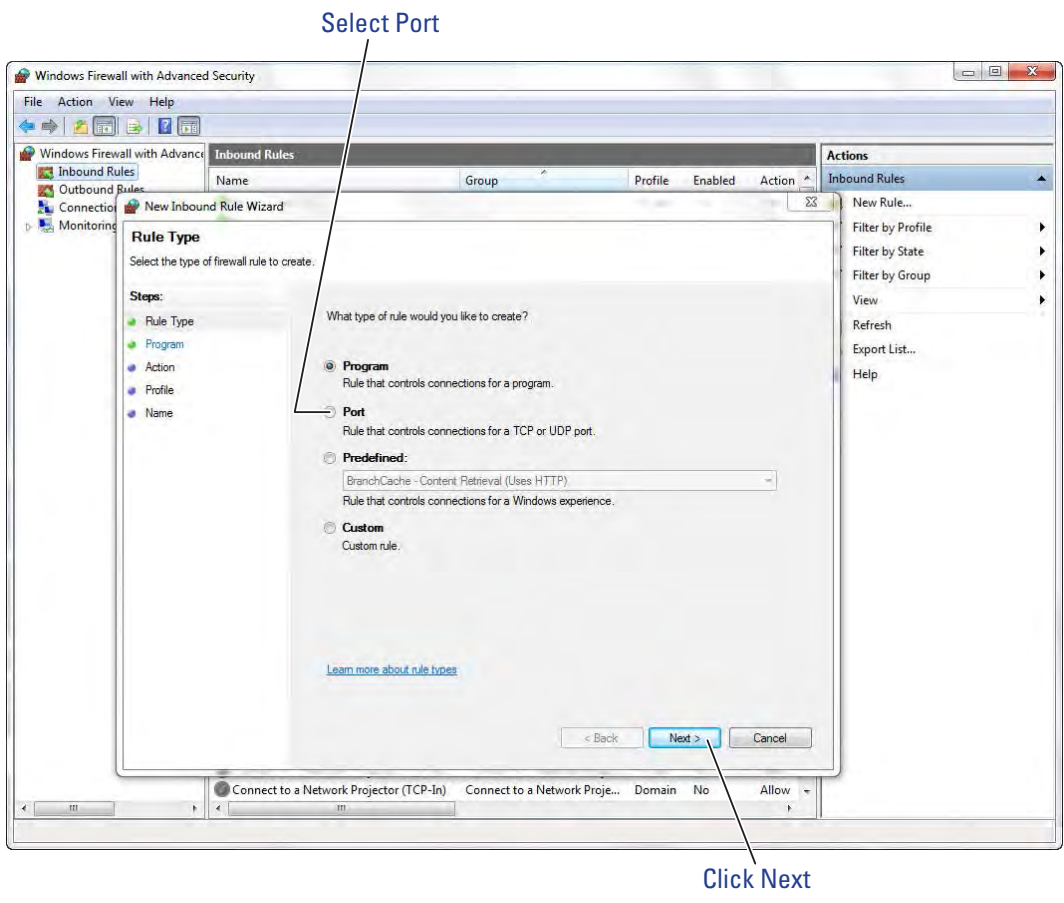 Select Port
Windows Firewall with Advanced Security
File Action View Help
Windows Firewall with Advance
Inbound Rules
Outbound Rules
Connection
Monitoring
Inbound Rules
Name Group Profile Enabled Action
Actions
Inbound Rules
New Rule...
Filter by Profile
Filter by State
Filter by Group
View
Refresh
Export List...
Help
New Inbound Rule Wizard
Rule Type
Select the type of firewall rule to create.
Steps:
Rule Type
Program
Action
Profile
Name
What type of rule would you like to create?
Program
Rule that controls connections for a program.
Port
Rule that controls connections for a TCP or UDP port.
Predefined:
BranchCache - Content Retrieval (Uses HTTP)
Rule that controls connections for a Windows experience.
Custom
Custom rule.
Learn more about rule types
< Back Next > Cancel
Connect to a Network Projector (TCP-In) Connect to a Network Proje... Domain No Allow
Click Next